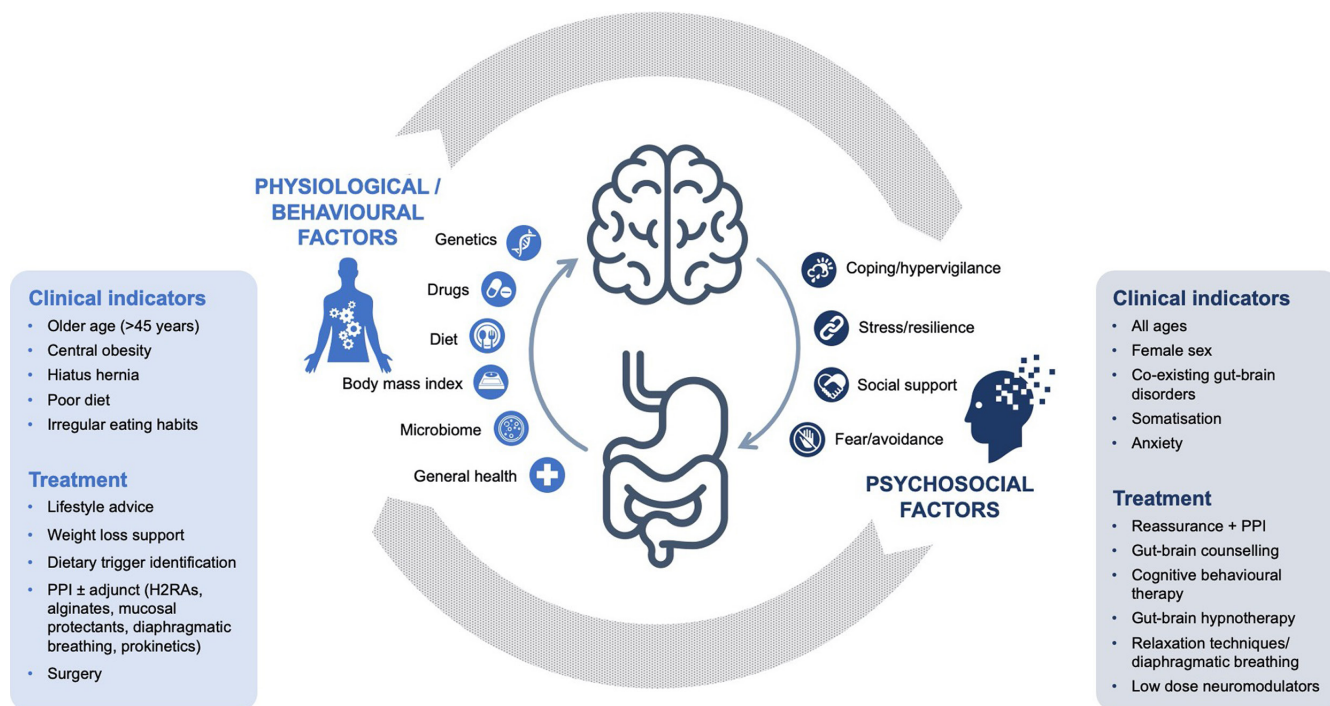 PHYSIOLOGICAL /
BEHAVIOURAL
FACTORS
Genetics
Drugs
Diet
Body mass index
Microbiome
General health
Clinical indicators
• Older age (>45 years)
• Central obesity
• Hiatus hernia
• Poor diet
• Irregular eating habits
Treatment
• Lifestyle advice
• Weight loss support
• Dietary trigger identification
• PPI ± adjunct (H2RAs,
alginates, mucosal
protectants, diaphragmatic
breathing, prokinetics)
• Surgery
Coping/hypervigilance
Stress/resilience
Social support
Fear/avoidance
PSYCHOSOCIAL
FACTORS
Clinical indicators
• All ages
• Female sex
• Co-existing gut-brain
disorders
• Somatisation
• Anxiety
Treatment
• Reassurance + PPI
• Gut-brain counselling
• Cognitive behavioural
therapy
• Gut-brain hypnotherapy
• Relaxation techniques/
diaphragmatic breathing
• Low dose neuromodulators